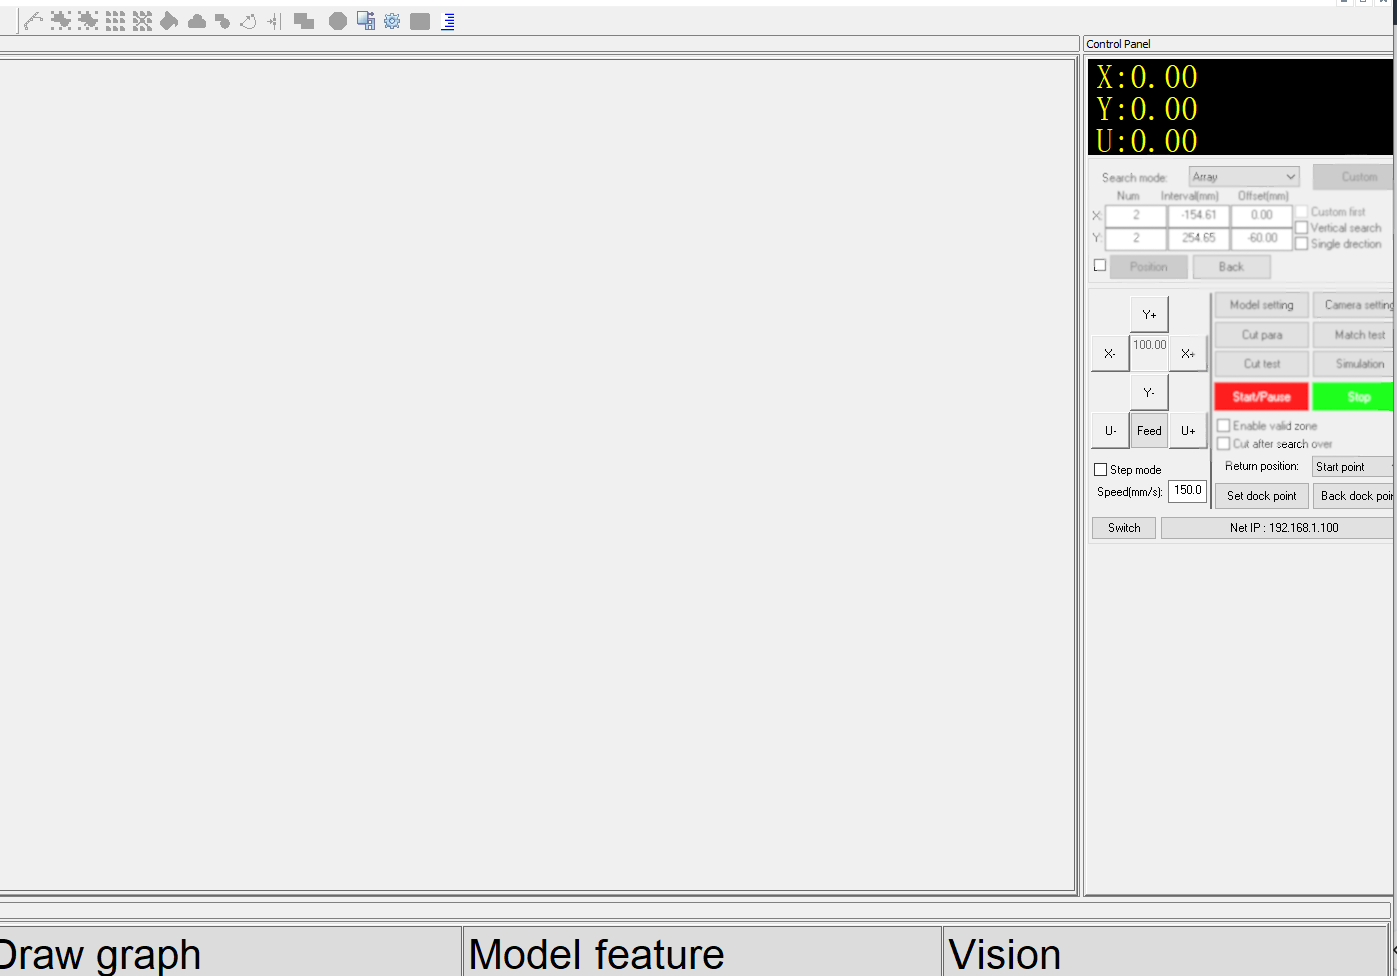 Control Panel
X:0.00
Y:0.00
U:0.00
Search mode: Array Custom
Num Interval(mm) Offset(mm)
X: 2 -154.61 0.00 Custom first
Y: 2 254.65 -60.00 Vertical search
Single direction
Position Back
Y+
X- 100.00 X+
Y-
U- Feed U+
Step mode
Speed(mm/s): 150.0
Model setting Camera setting
Cut para Match test
Cut test Simulation
Start/Pause Stop
Enable valid zone
Cut after search over
Return position: Start point
Set dock point Back dock poi
Switch Net IP : 192.168.1.100
Draw graph Model feature Vision